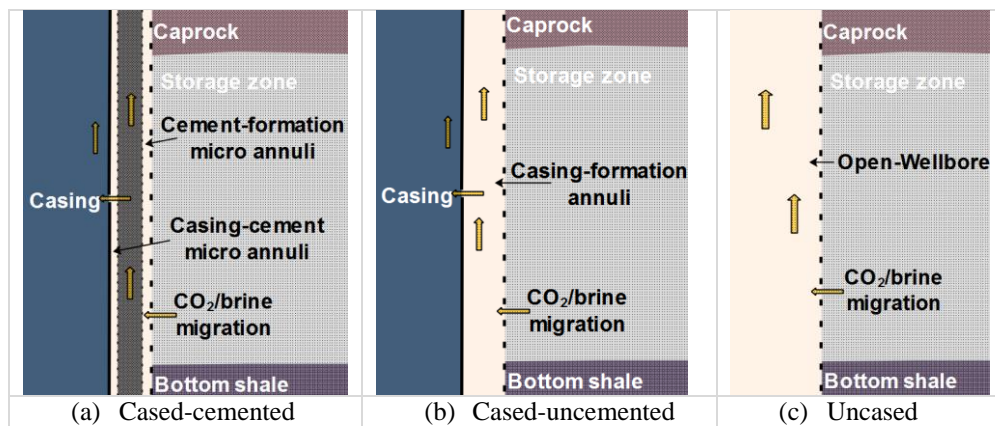 Caprock
Storage zone
Cement-formation
micro annuli
Casing
Casing-cement
micro annuli
CO₂/brine
migration
Bottom shale
(a) Cased-cemented
Caprock
Storage zone
Casing-formation
annuli
Casing
CO₂/brine
migration
Bottom shale
(b) Cased-uncemented
Caprock
Storage zone
Open-Wellbore
CO₂/brine
migration
Bottom shale
(c) Uncased